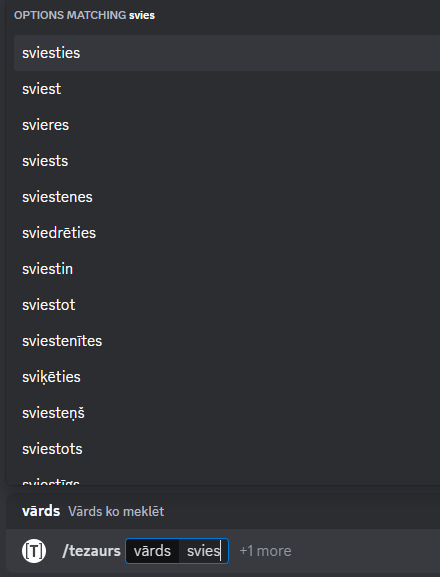 OPTIONS MATCHING svies
sviesties
sviest
svieres
sviests
sviestenes
sviedrēties
sviestin
sviestot
sviestenītes
sviķēties
sviesteņš
sviestots
sviestīgs
vārds Vārds ko meklēt
[T] /tezaurs vārds svies +1 more